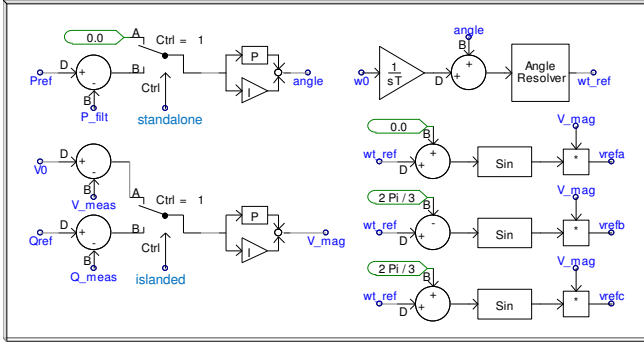 0.0
A
Ctrl = 1
D
+
-
B
Pref
B
P_filt
Ctrl
standalone
P
I
angle
D
+
-
B
V0
V_meas
A
Ctrl = 1
D
+
-
B
Qref
B
Q_meas
Ctrl
islanded
P
I
V_mag
angle
B
w0
1
sT
D
+
+
Angle
Resolver
wt_ref
0.0
B
wt_ref
D
+
+
Sin
V_mag
*
vrefa
2 Pi / 3
B
wt_ref
D
+
-
Sin
V_mag
*
vrefb
2 Pi / 3
B
wt_ref
D
+
+
Sin
V_mag
*
vrefc